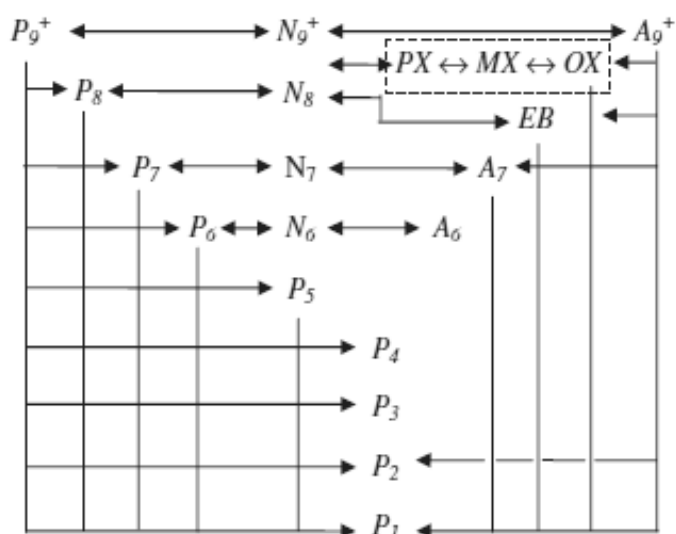 P₉⁺ N₉⁺ A₉⁺
PX ↔ MX ↔ OX
P₈ N₈
EB
P₇ N₇ A₇
P₆ N₆ A₆
P₅
P₄
P₃
P₂
P₁